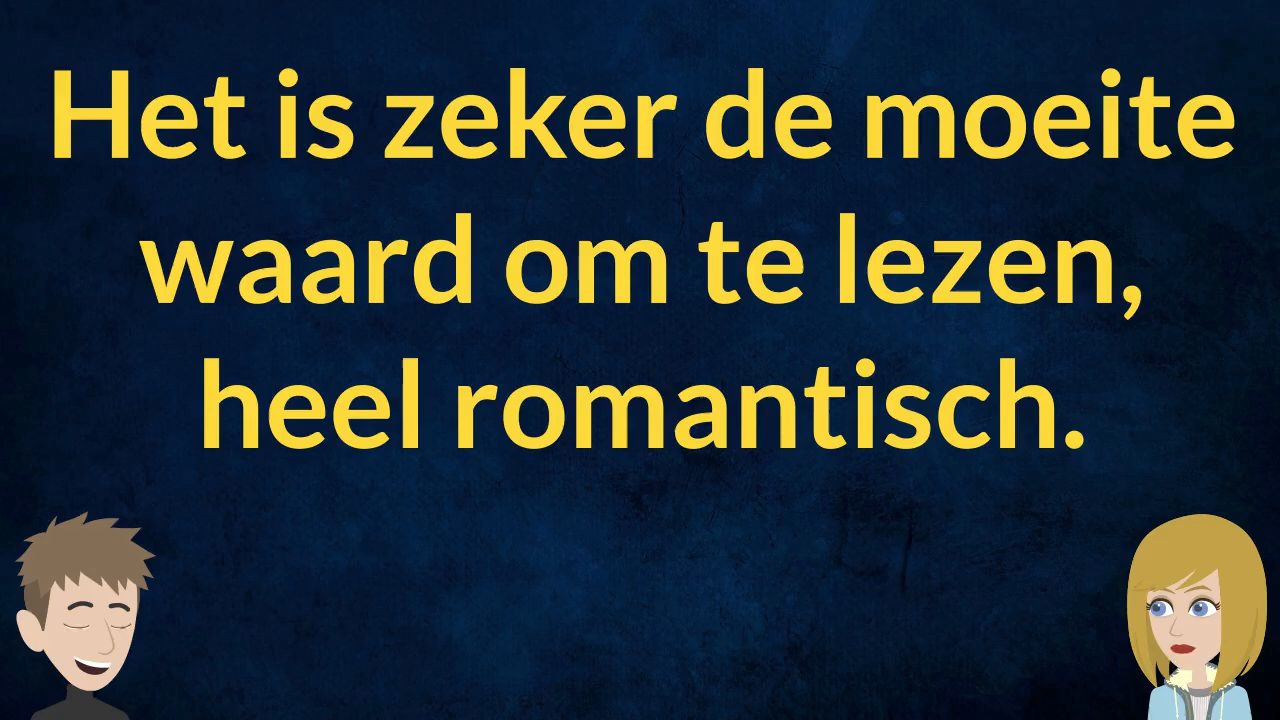 Het is zeker de moeite
waard om te lezen,
heel romantisch.